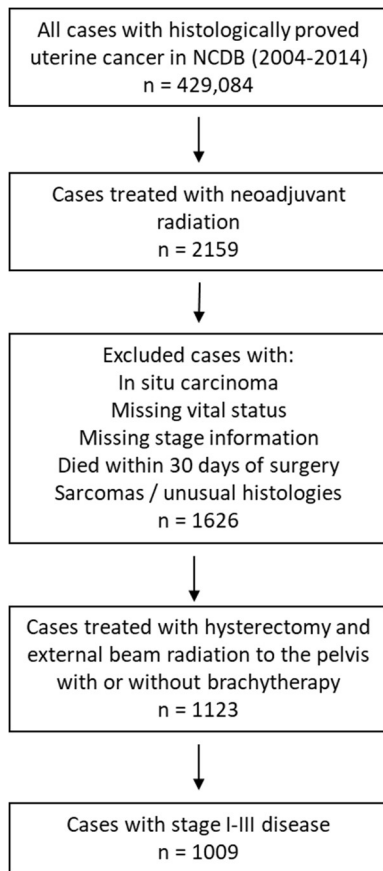 All cases with histologically proved
uterine cancer in NCDB (2004-2014)
n = 429,084
Cases treated with neoadjuvant
radiation
n = 2159
Excluded cases with:
In situ carcinoma
Missing vital status
Missing stage information
Died within 30 days of surgery
Sarcomas / unusual histologies
n = 1626
Cases treated with hysterectomy and
external beam radiation to the pelvis
with or without brachytherapy
n = 1123
Cases with stage I-III disease
n = 1009